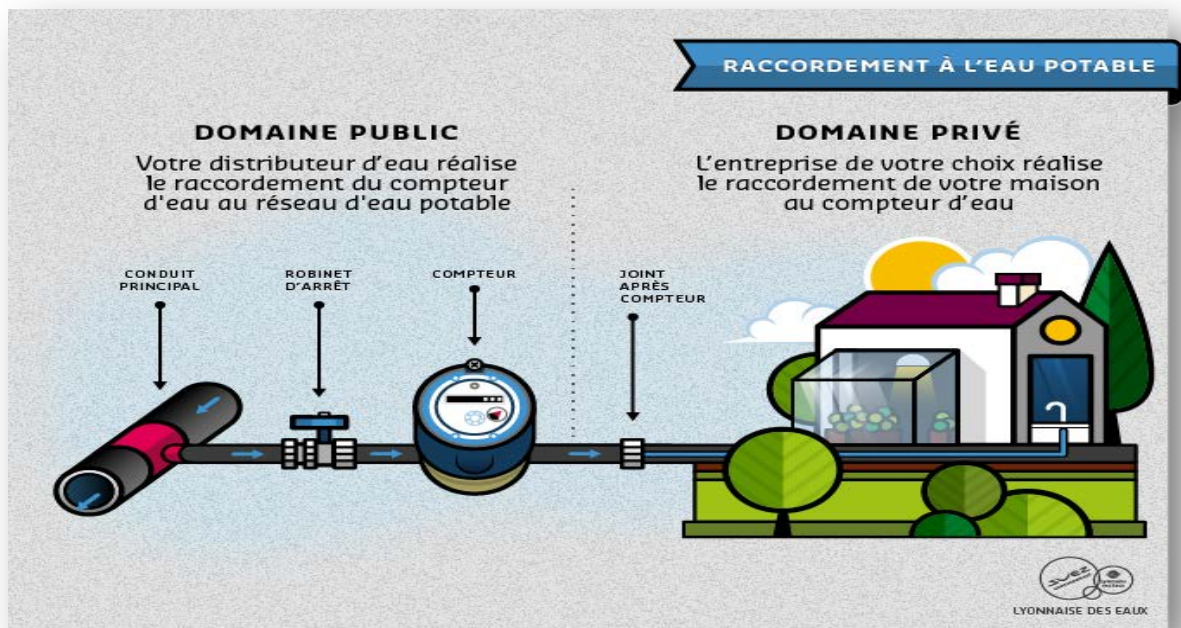 RACCORDEMENT À L'EAU POTABLE
DOMAINE PUBLIC
Votre distributeur d'eau réalise
le raccordement du compteur
d'eau au réseau d'eau potable
DOMAINE PRIVÉ
L'entreprise de votre choix réalise
le raccordement de votre maison
au compteur d'eau
CONDUIT
PRINCIPAL
ROBINET
D'ARRÊT
COMPTEUR
JOINT
APRÈS
COMPTEUR
SUEZ
LYONNAISE DES EAUX